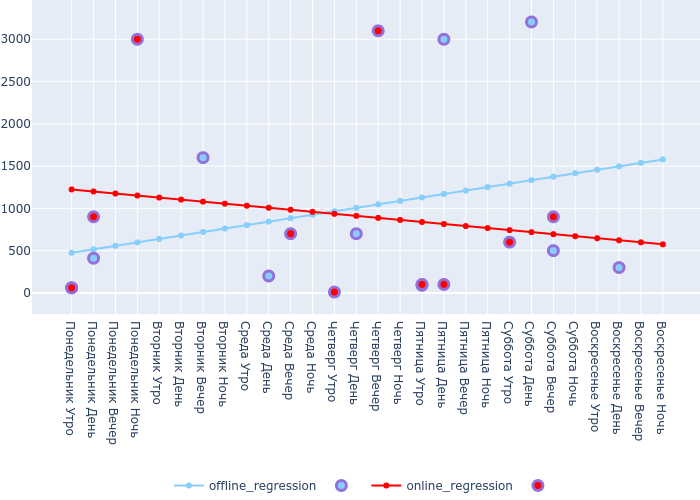 3000
2500
2000
1500
1000
500
0
Понедельник Утро
Понедельник День
Понедельник Вечер
Понедельник Ночь
Вторник Утро
Вторник День
Вторник Вечер
Вторник Ночь
Среда Утро
Среда День
Среда Вечер
Среда Ночь
Четверг Утро
Четверг День
Четверг Вечер
Четверг Ночь
Пятница Утро
Пятница День
Пятница Вечер
Пятница Ночь
Суббота Утро
Суббота День
Суббота Вечер
Суббота Ночь
Воскресенье Утро
Воскресенье День
Воскресенье Вечер
Воскресенье Ночь
offline_regression online_regression